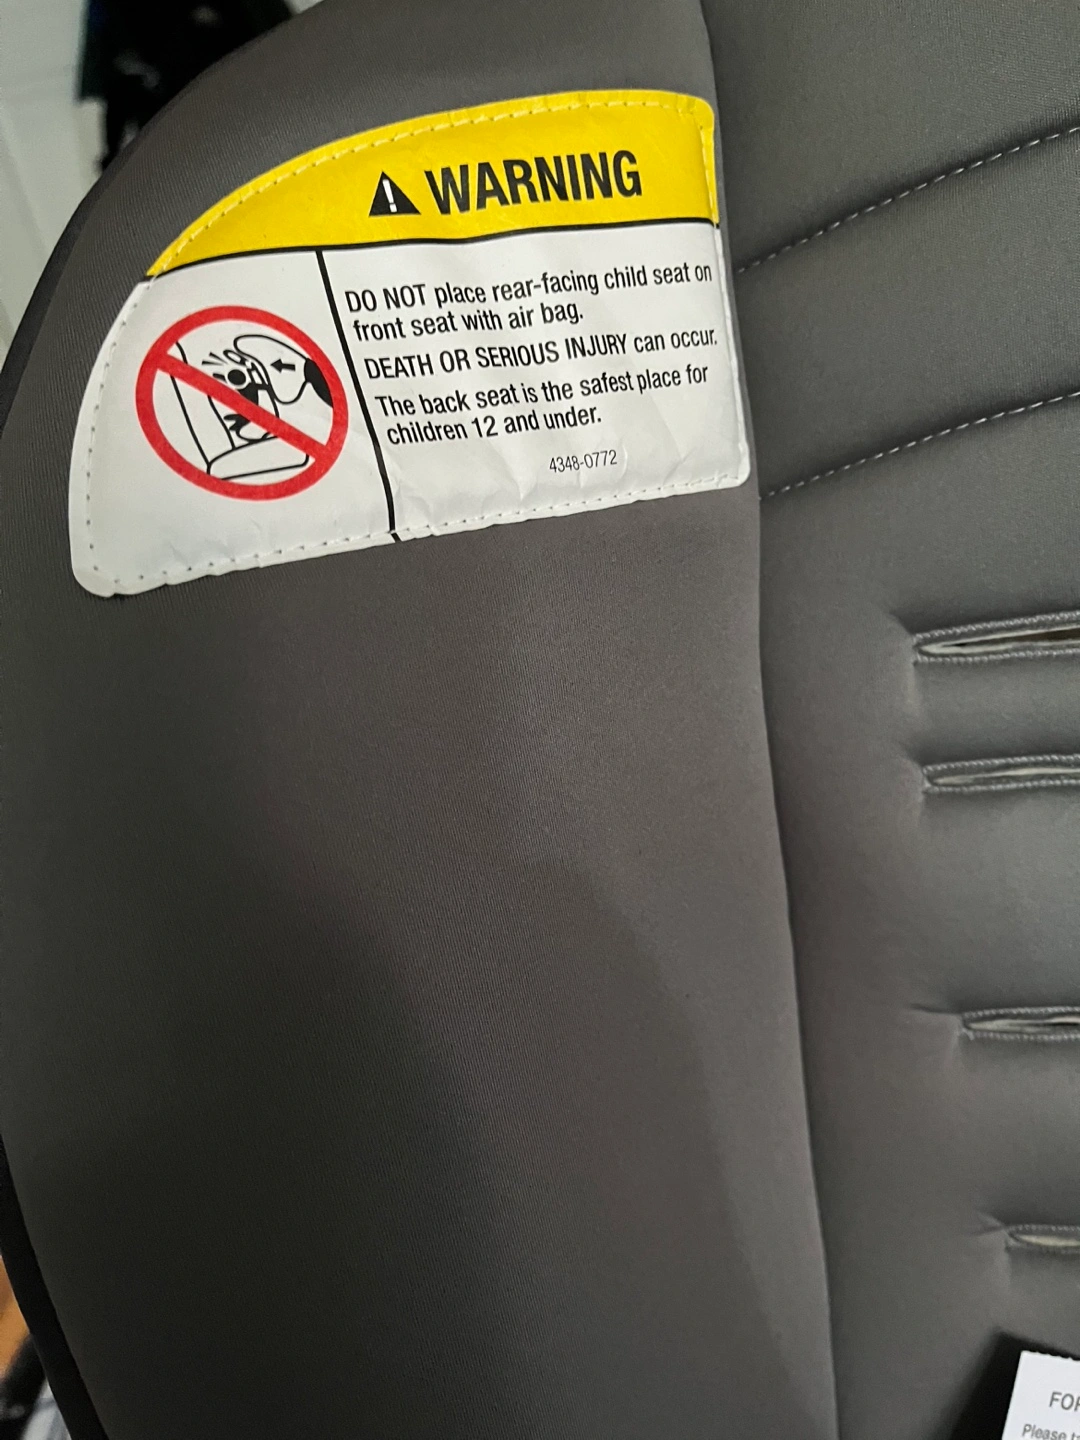 WARNING
DO NOT place rear-facing child seat on
front seat with air bag.
DEATH OR SERIOUS INJURY can occur.
The back seat is the safest place for
children 12 and under.
4348-0772
Please